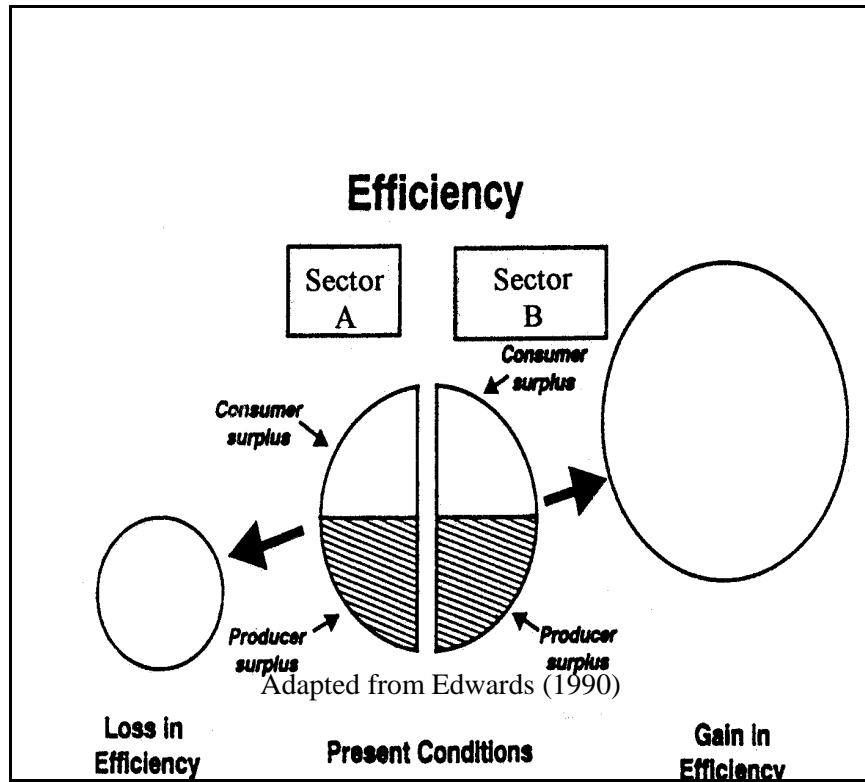 Efficiency
Sector
A
Sector
B
Consumer
surplus
Consumer
surplus
Producer
surplus
Producer
surplus
Adapted from Edwards (1990)
Loss in
Efficiency
Present Conditions
Gain in
Efficiency